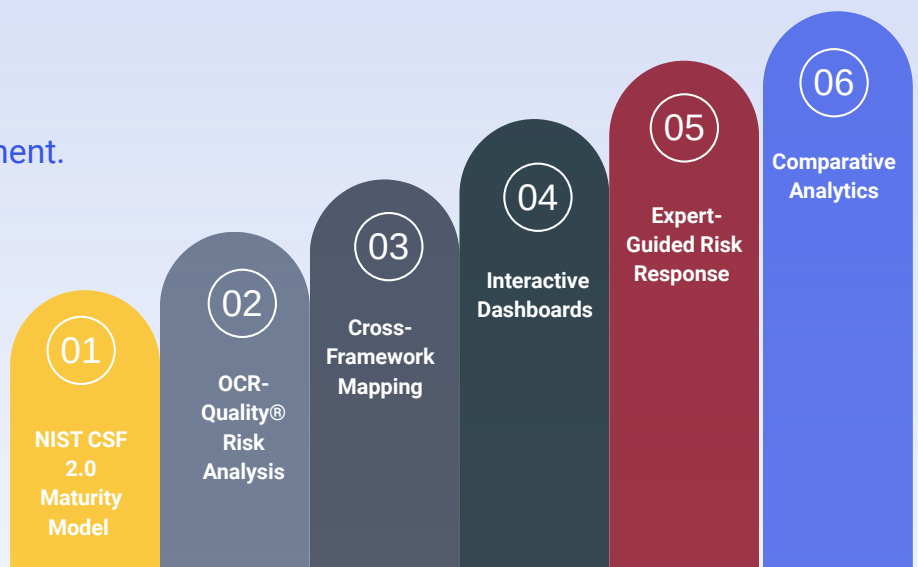 ment.
01
NIST CSF
2.0
Maturity
Model
02
OCR-
Quality®
Risk
Analysis
03
Cross-
Framework
Mapping
04
Interactive
Dashboards
05
Expert-
Guided Risk
Response
06
Comparative
Analytics